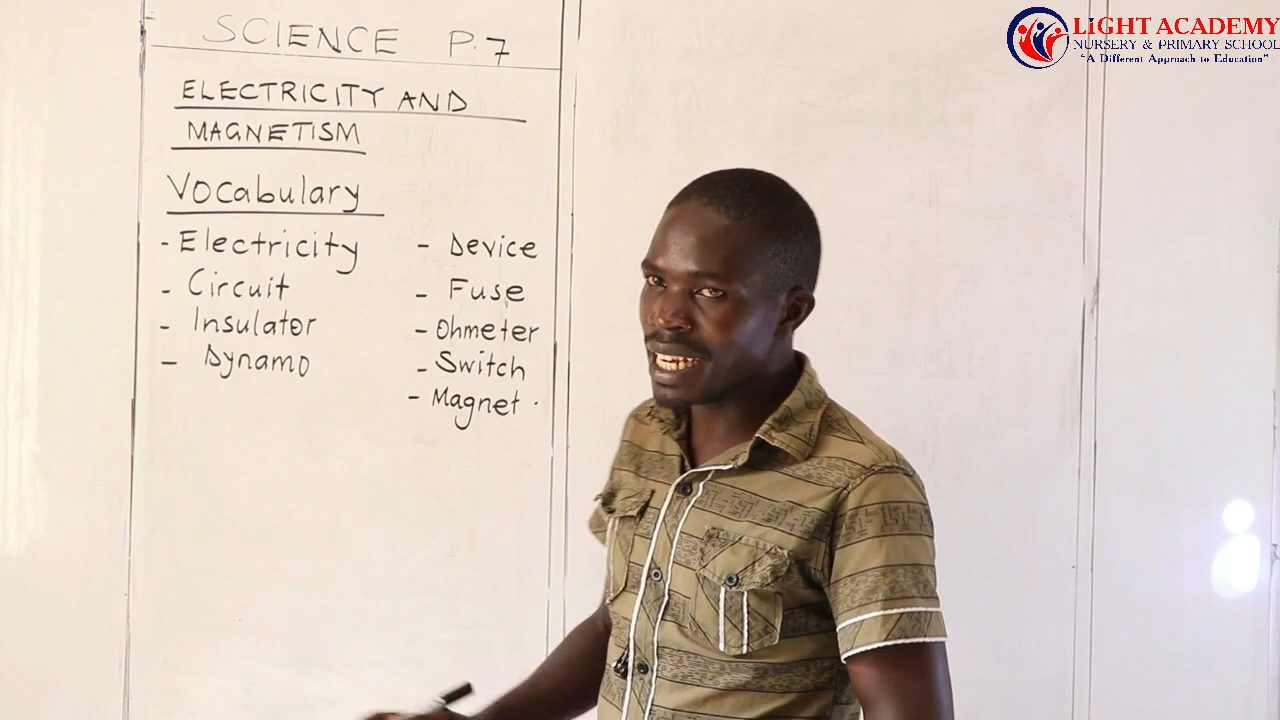 SCIENCE P.7
ELECTRICITY AND
MAGNETISM
Vocabulary
- Electricity
- Circuit
- Insulator
- Dynamo
- Device
- Fuse
- Ohmeter
- Switch
- Magnet .
LiGHT ACADEMY
NURSERY & PRIMARY SCHOOL
"A Different Approach to Education"